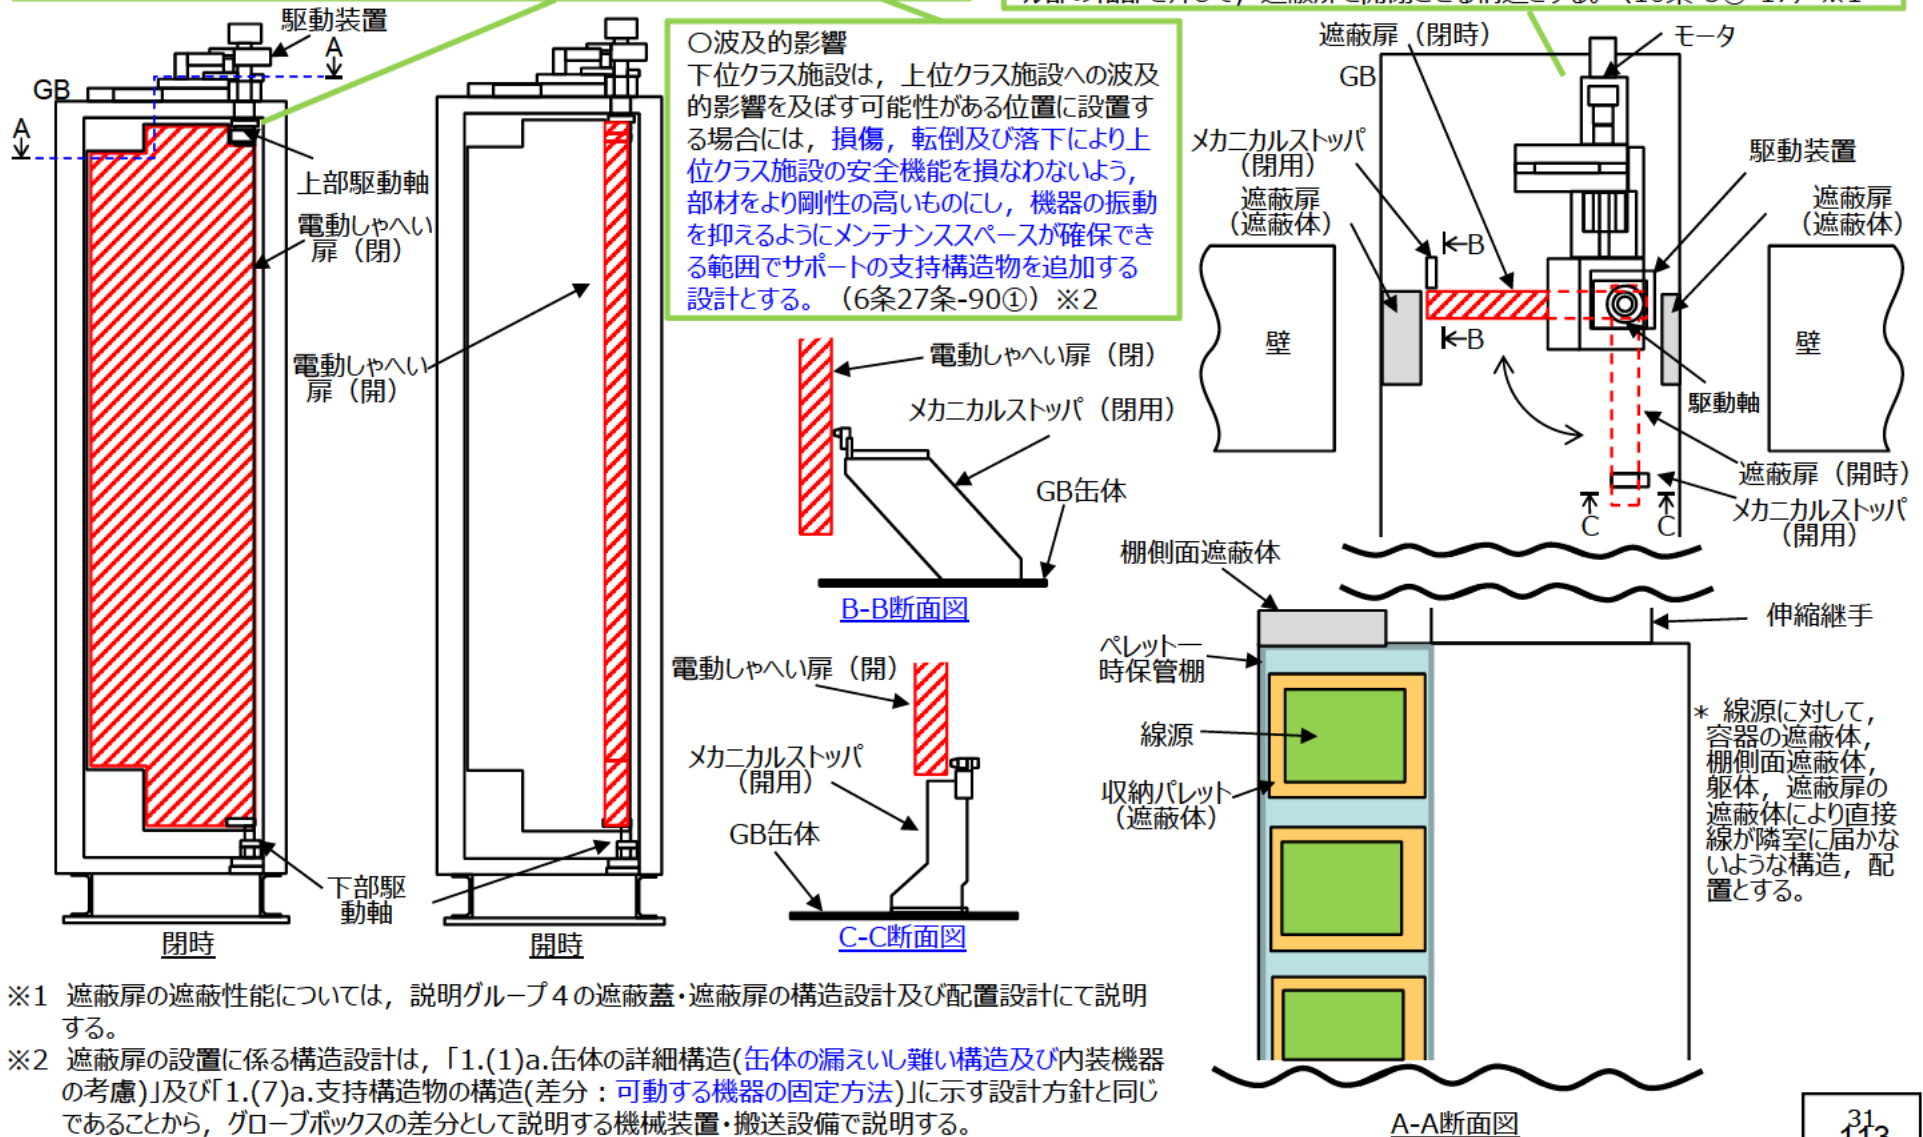 駆動装置
A
GB
A
上部駆動軸
電動しゃへい
扉（閉）
電動しゃへい
扉（開）
下部駆
動軸
閉時
開時
〇波及的影響
下位クラス施設は，上位クラス施設への波及
的影響を及ぼす可能性がある位置に設置す
る場合には，損傷，転倒及び落下により上
位クラス施設の安全機能を損なわないよう，
部材をより剛性の高いものにし，機器の振動
を抑えるようにメンテナンススペースが確保でき
る範囲でサポートの支持構造物を追加する
設計とする。（6条27条-90①）※2
電動しゃへい扉（閉）
メカニカルストッパ（閉用）
GB缶体
B-B断面図
電動しゃへい扉（開）
メカニカルストッパ
（開用）
GB缶体
C-C断面図
遮蔽扉（閉時）
モータ
GB
メカニカルストッパ
（閉用）
遮蔽扉
（遮蔽体）
駆動装置
遮蔽扉
（遮蔽体）
B
B
壁
壁
駆動軸
遮蔽扉（開時）
メカニカルストッパ
（開用）
C
C
棚側面遮蔽体
伸縮継手
ペレット一
時保管棚
線源
収納パレット
（遮蔽体）
* 線源に対して，
容器の遮蔽体，
棚側面遮蔽体，
躯体，遮蔽扉の
遮蔽体により直接
線が隣室に届かな
いような構造，配
置とする。
A-A断面図
※1 遮蔽扉の遮蔽性能については，説明グループ４の遮蔽蓋・遮蔽扉の構造設計及び配置設計にて説明
する。
※2 遮蔽扉の設置に係る構造設計は，「1.(1)a.缶体の詳細構造(缶体の漏えいし難い構造及び内装機器
の考慮)」及び「1.(7)a.支持構造物の構造(差分：可動する機器の固定方法)」に示す設計方針と同じ
であることから，グローブボックスの差分として説明する機械装置・搬送設備で説明する。
31